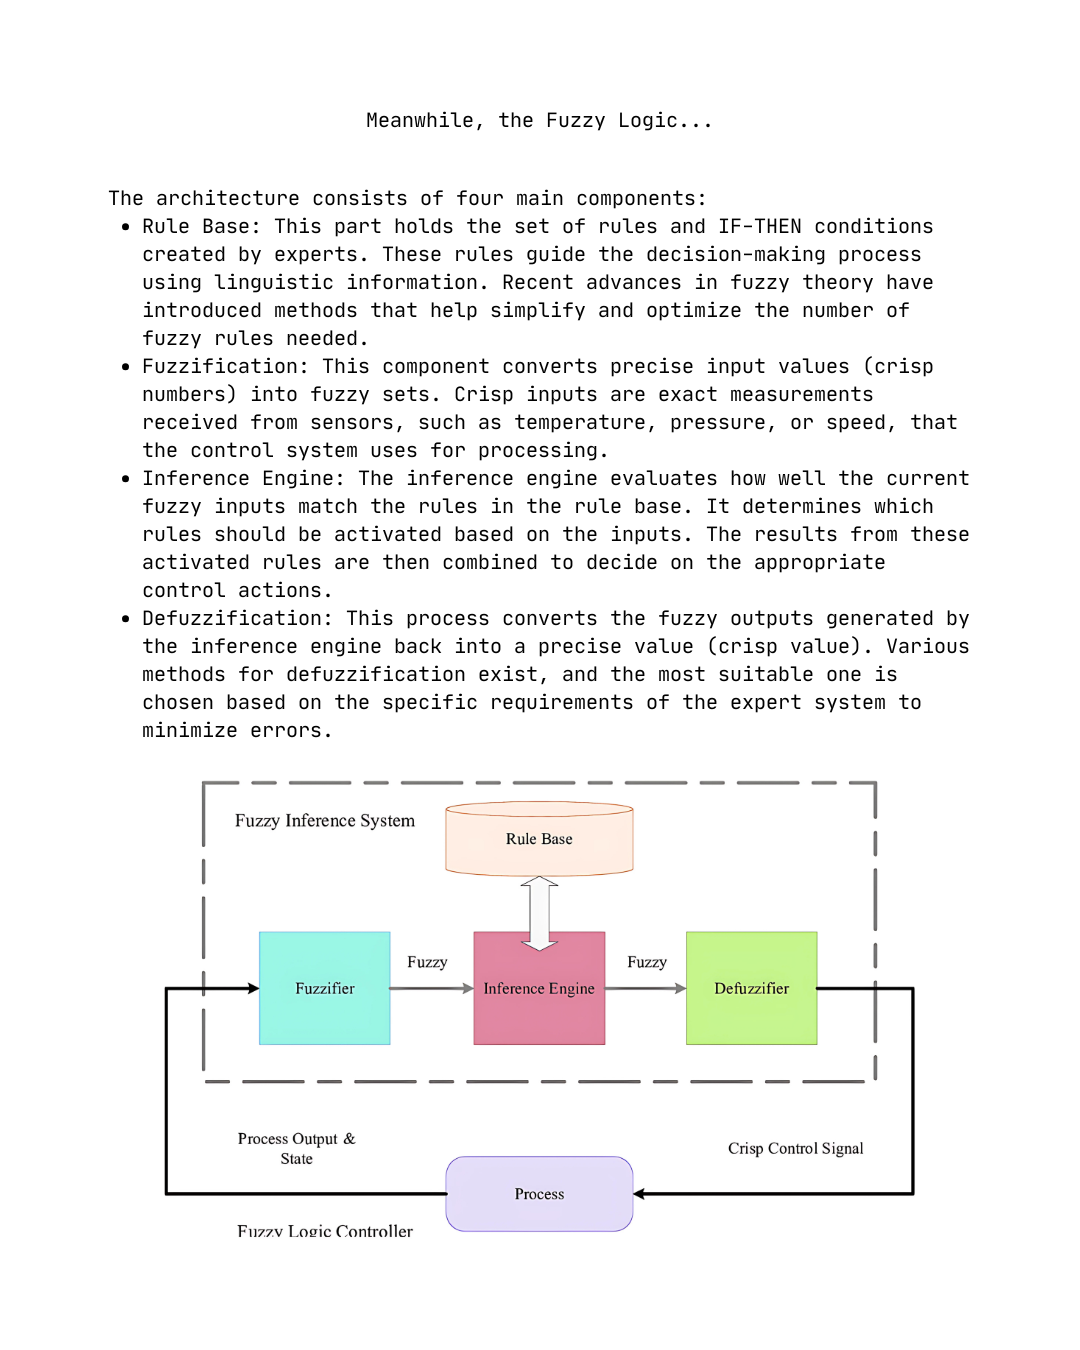 Meanwhile, the Fuzzy Logic...
The architecture consists of four main components:
• Rule Base: This part holds the set of rules and IF-THEN conditions
created by experts. These rules guide the decision-making process
using linguistic information. Recent advances in fuzzy theory have
introduced methods that help simplify and optimize the number of
fuzzy rules needed.
• Fuzzification: This component converts precise input values (crisp
numbers) into fuzzy sets. Crisp inputs are exact measurements
received from sensors, such as temperature, pressure, or speed, that
the control system uses for processing.
• Inference Engine: The inference engine evaluates how well the current
fuzzy inputs match the rules in the rule base. It determines which
rules should be activated based on the inputs. The results from these
activated rules are then combined to decide on the appropriate
control actions.
• Defuzzification: This process converts the fuzzy outputs generated by
the inference engine back into a precise value (crisp value). Various
methods for defuzzification exist, and the most suitable one is
chosen based on the specific requirements of the expert system to
minimize errors.
Fuzzy Inference System
Rule Base
Fuzzifier
Fuzzy
Inference Engine
Fuzzy
Defuzzifier
Process Output &
State
Crisp Control Signal
Process
Fuzzy Logic Controller